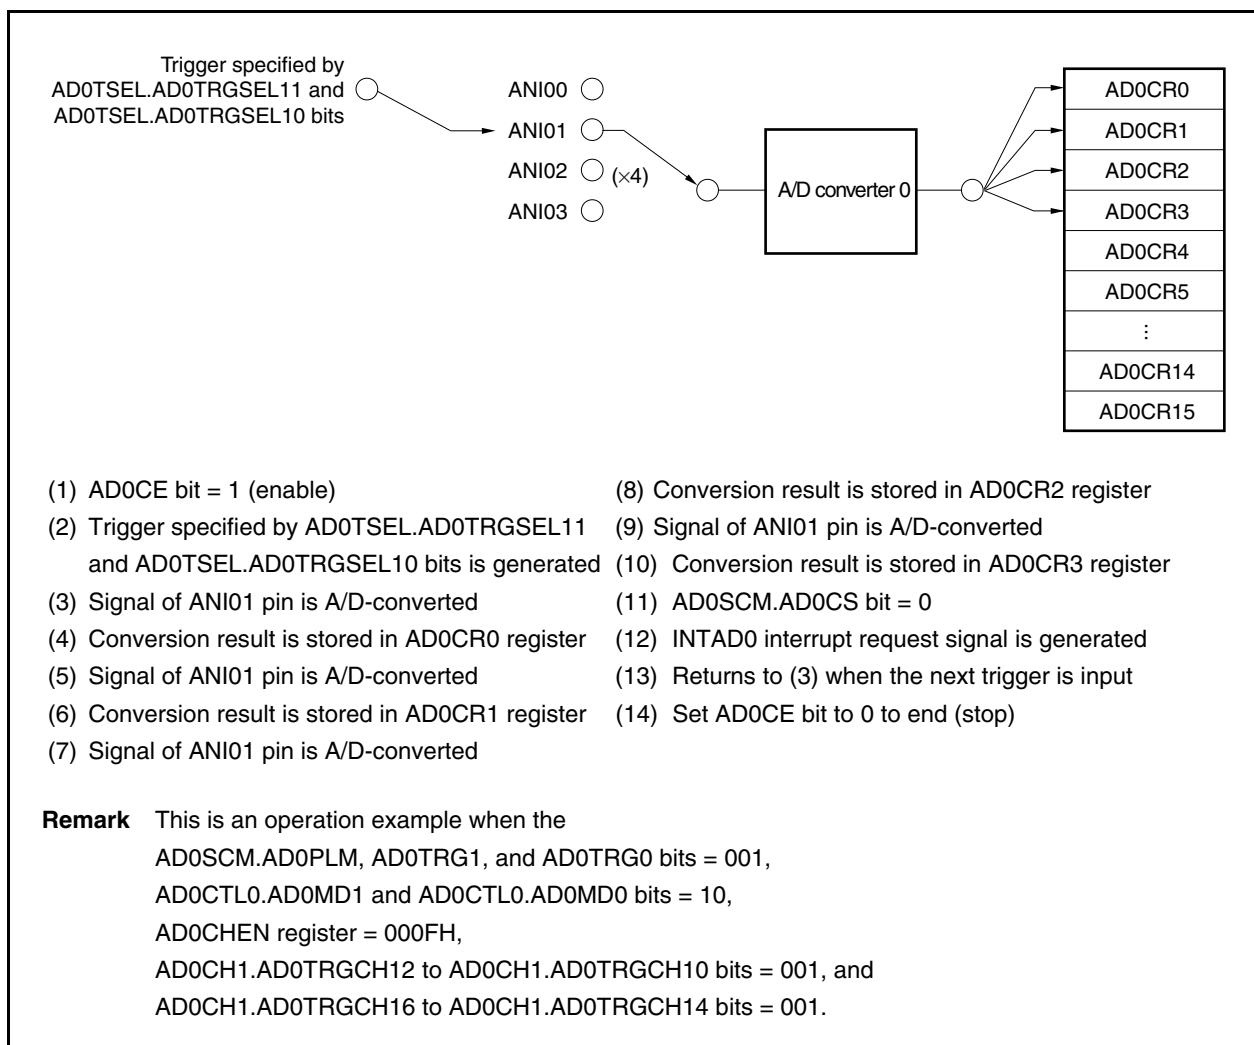 Trigger specified by
AD0TSEL.AD0TRGSEL11 and
AD0TSEL.AD0TRGSEL10 bits
ANI00
ANI01
ANI02
(×4)
ANI03
A/D converter 0
AD0CR0
AD0CR1
AD0CR2
AD0CR3
AD0CR4
AD0CR5
⋮
AD0CR14
AD0CR15
(1) AD0CE bit = 1 (enable)
(2) Trigger specified by AD0TSEL.AD0TRGSEL11
and AD0TSEL.AD0TRGSEL10 bits is generated
(3) Signal of ANI01 pin is A/D-converted
(4) Conversion result is stored in AD0CR0 register
(5) Signal of ANI01 pin is A/D-converted
(6) Conversion result is stored in AD0CR1 register
(7) Signal of ANI01 pin is A/D-converted
(8) Conversion result is stored in AD0CR2 register
(9) Signal of ANI01 pin is A/D-converted
(10) Conversion result is stored in AD0CR3 register
(11) AD0SCM.AD0CS bit = 0
(12) INTAD0 interrupt request signal is generated
(13) Returns to (3) when the next trigger is input
(14) Set AD0CE bit to 0 to end (stop)
Remark This is an operation example when the
AD0SCM.AD0PLM, AD0TRG1, and AD0TRG0 bits = 001,
AD0CTL0.AD0MD1 and AD0CTL0.AD0MD0 bits = 10,
AD0CHEN register = 000FH,
AD0CH1.AD0TRGCH12 to AD0CH1.AD0TRGCH10 bits = 001, and
AD0CH1.AD0TRGCH16 to AD0CH1.AD0TRGCH14 bits = 001.